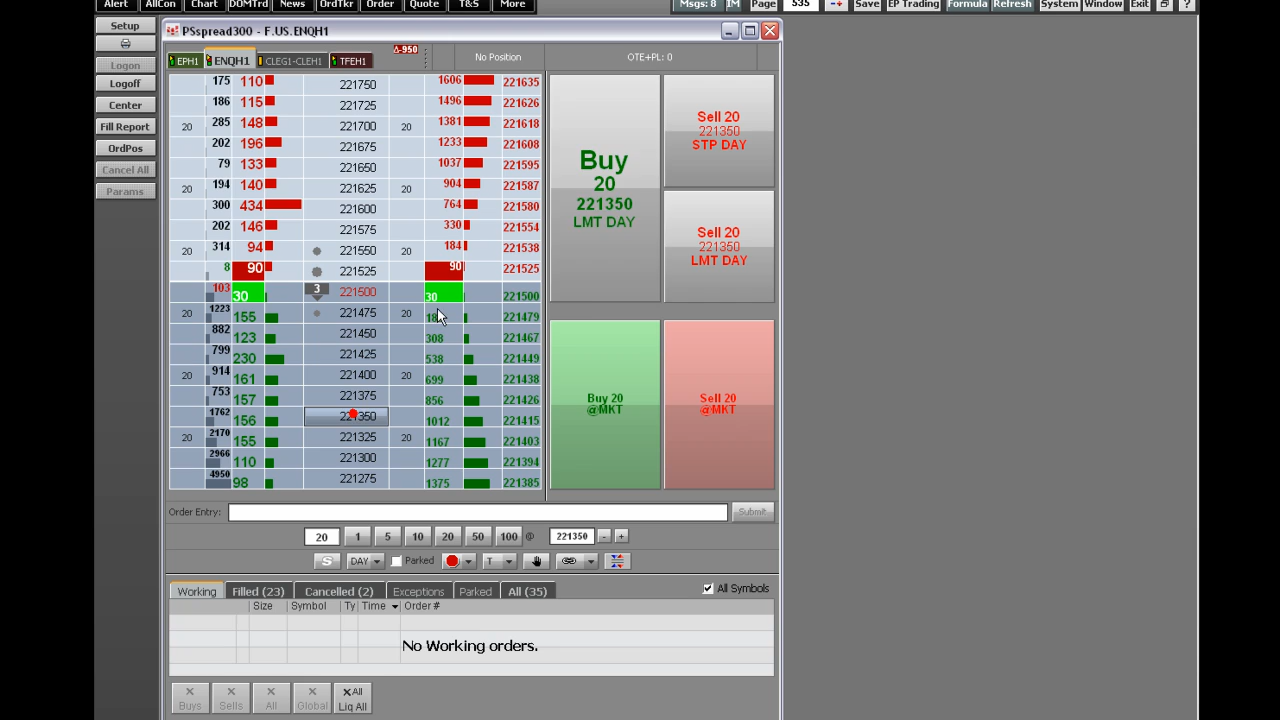 Alert AllCon Chart DOMTrd News OrdTkr Order Quote T&S More Msgs: 8 IM Page 535 Save EP Trading Formula Refresh System Window Exit ?
Setup
Logon
Logoff
Center
Fill Report
OrdPos
Cancel All
Params
PSspread300 - F.US.ENQH1
EPH1 ENQH1 CLEG1-CLEH1 TFEH1 Δ-950 No Position OTE+PL: 0
175 110 221750 1606 221635
186 115 221725 1496 221626
20 285 148 221700 20 1381 221618
202 196 221675 1233 221608
79 133 221650 1037 221595
20 194 140 221625 20 904 221587
300 434 221600 764 221580
202 146 221575 330 221554
20 314 94 221550 20 184 221538
8 90 221525 90 221525
103 30 3 221500 30 221500
20 1223 155 221475 20 221479
882 123 221450 308 221467
799 230 221425 538 221449
20 914 161 221400 20 699 221438
753 157 221375 856 221426
1762 156 221350 1012 221415
20 2170 155 221325 20 1167 221403
2966 110 221300 1277 221394
4950 98 221275 1375 221385
Buy
20
221350
LMT DAY
Sell 20
221350
STP DAY
Sell 20
221350
LMT DAY
Buy 20
@MKT
Sell 20
@MKT
Order Entry: Submit
20 1 5 10 20 50 100 @ 221350 - +
S DAY Parked T
Working Filled (23) Cancelled (2) Exceptions Parked All (35) All Symbols
Size Symbol Ty Time Order #
No Working orders.
X Buys
X Sells
X All
X Global
XAll Liq All